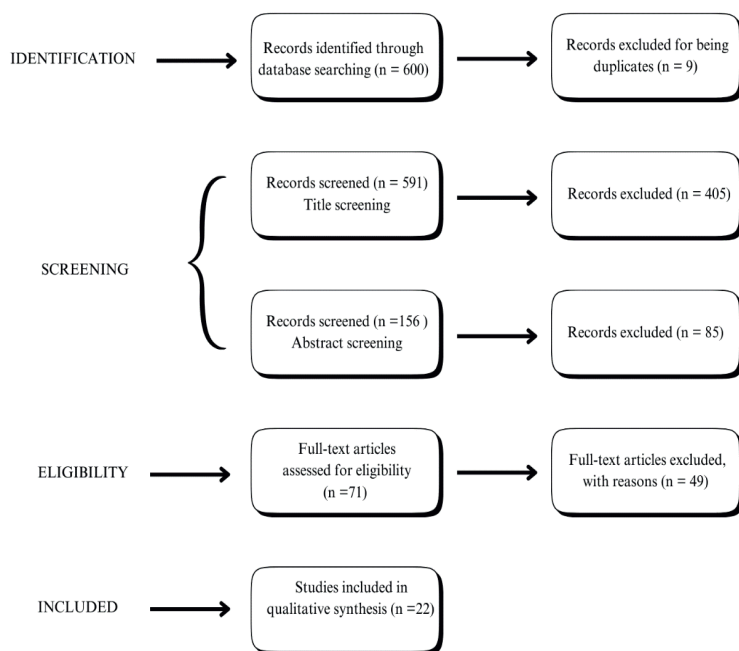 IDENTIFICATION
Records identified through
database searching (n = 600)
Records excluded for being
duplicates (n = 9)
SCREENING
Records screened (n = 591)
Title screening
Records excluded (n = 405)
Records screened (n =156 )
Abstract screening
Records excluded (n = 85)
ELIGIBILITY
Full-text articles
assessed for eligibility
(n =71)
Full-text articles excluded,
with reasons (n = 49)
INCLUDED
Studies included in
qualitative synthesis (n =22)